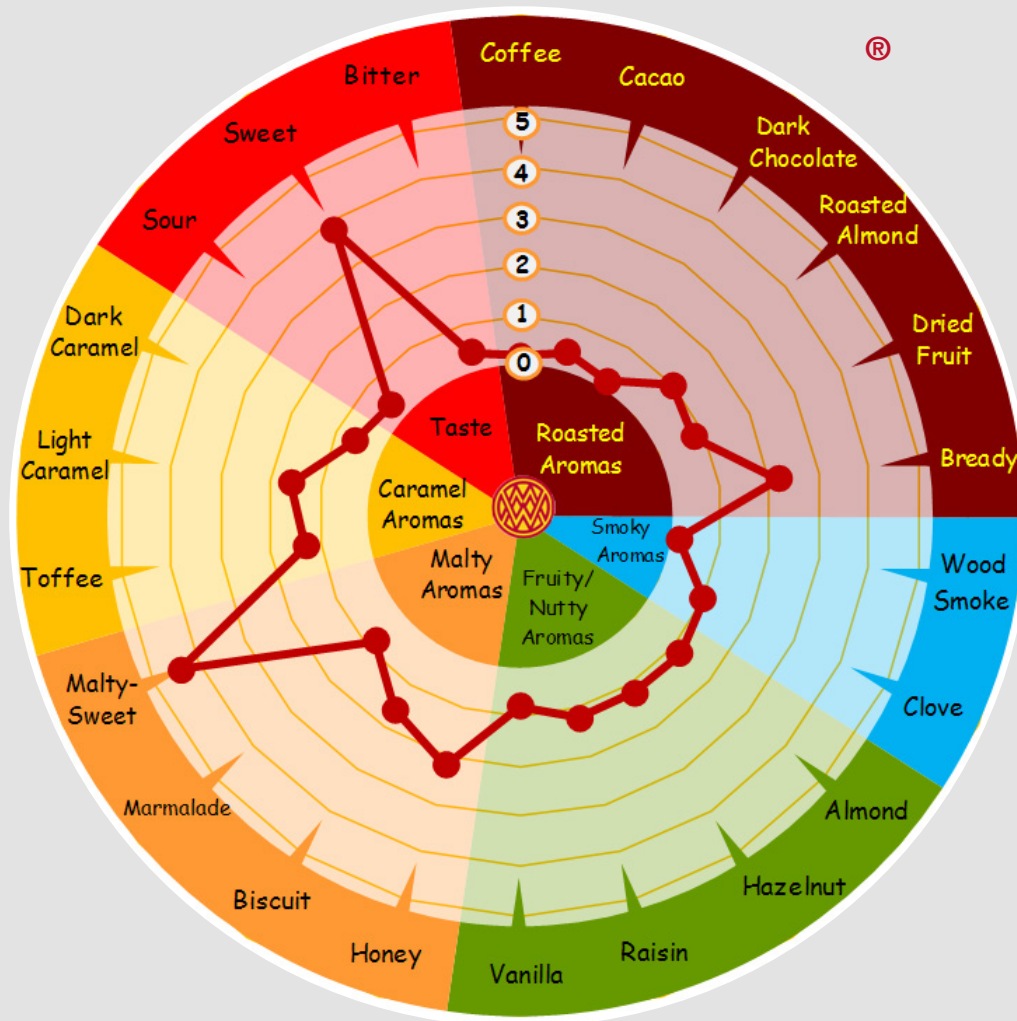 ®
Coffee
Cacao
Dark
Chocolate
Roasted
Almond
Dried
Fruit
Bready
Wood
Smoke
Clove
Almond
Hazelnut
Raisin
Vanilla
Honey
Biscuit
Marmalade
Malty-
Sweet
Toffee
Light
Caramel
Dark
Caramel
Sour
Sweet
Bitter
5
4
3
2
1
0
Taste
Roasted
Aromas
Caramel
Aromas
Smoky
Aromas
Malty
Aromas
Fruity/
Nutty
Aromas